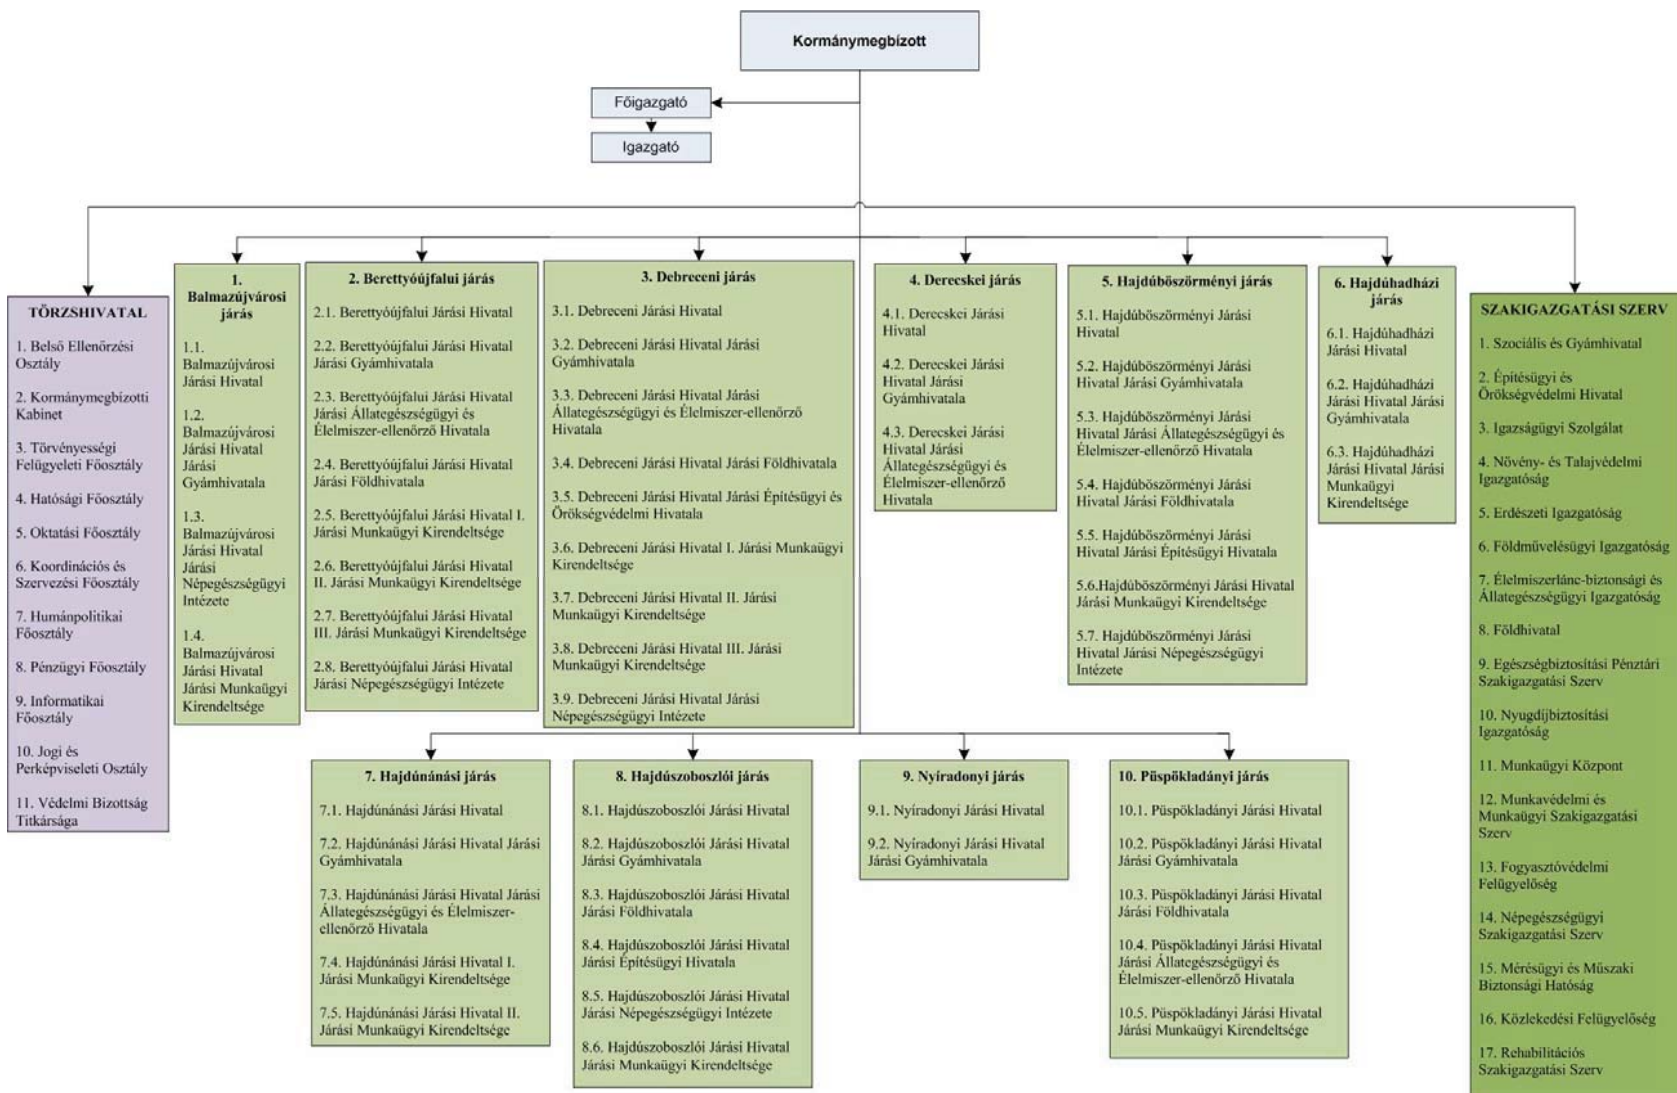 Kormánymegbízott
Főigazgató
Igazgató
TÖRZSHIVATAL
1. Belső Ellenőrzési
Osztály
2. Kormánymegbízotti
Kabinet
3. Törvényességi
Felügyeleti Főosztály
4. Hatósági Főosztály
5. Oktatási Főosztály
6. Koordinációs és
Szervezési Főosztály
7. Humánpolitikai
Főosztály
8. Pénzügyi Főosztály
9. Informatikai
Főosztály
10. Jogi és
Perképviseleti Osztály
11. Védelmi Bizottság
Titkársága
1.
Balmazújvárosi
járás
1.1.
Balmazújvárosi
Járási Hivatal
1.2.
Balmazújvárosi
Járási Hivatal
Járási
Gyámhivatala
1.3.
Balmazújvárosi
Járási Hivatal
Járási
Népegészségügyi
Intézete
1.4.
Balmazújvárosi
Járási Hivatal
Járási Munkaügyi
Kirendeltsége
2. Berettyóújfalui járás
2.1. Berettyóújfalui Járási Hivatal
2.2. Berettyóújfalui Járási Hivatal
Járási Gyámhivatala
2.3. Berettyóújfalui Járási Hivatal
Járási Állategészségügyi és
Élelmiszer-ellenőrző Hivatala
2.4. Berettyóújfalui Járási Hivatal
Járási Földhivatala
2.5. Berettyóújfalui Járási Hivatal I.
Járási Munkaügyi Kirendeltsége
2.6. Berettyóújfalui Járási Hivatal
II. Járási Munkaügyi Kirendeltsége
2.7. Berettyóújfalui Járási Hivatal
III. Járási Munkaügyi Kirendeltsége
2.8. Berettyóújfalui Járási Hivatal
Járási Népegészségügyi Intézete
3. Debreceni járás
3.1. Debreceni Járási Hivatal
3.2. Debreceni Járási Hivatal Járási
Gyámhivatala
3.3. Debreceni Járási Hivatal Járási
Állategészségügyi és Élelmiszer-ellenőrző
Hivatala
3.4. Debreceni Járási Hivatal Járási Földhivatala
3.5. Debreceni Járási Hivatal Járási Építésügyi és
Örökségvédelmi Hivatala
3.6. Debreceni Járási Hivatal I. Járási Munkaügyi
Kirendeltsége
3.7. Debreceni Járási Hivatal II. Járási
Munkaügyi Kirendeltsége
3.8. Debreceni Járási Hivatal III. Járási
Munkaügyi Kirendeltsége
3.9. Debreceni Járási Hivatal Járási
Népegészségügyi Intézete
4. Derecskei járás
4.1. Derecskei Járási
Hivatal
4.2. Derecskei Járási
Hivatal Járási
Gyámhivatala
4.3. Derecskei Járási
Hivatal Járási
Állategészségügyi és
Élelmiszer-ellenőrző
Hivatala
5. Hajdúböszörményi járás
5.1. Hajdúböszörményi Járási
Hivatal
5.2. Hajdúböszörményi Járási
Hivatal Járási Gyámhivatala
5.3. Hajdúböszörményi Járási
Hivatal Járási Állategészségügyi és
Élelmiszer-ellenőrző Hivatala
5.4. Hajdúböszörményi Járási
Hivatal Járási Földhivatala
5.5. Hajdúböszörményi Járási
Hivatal Járási Építésügyi Hivatala
5.6.Hajdúböszörményi Járási Hivatal
Járási Munkaügyi Kirendeltsége
5.7. Hajdúböszörményi Járási
Hivatal Járási Népegészségügyi
Intézete
6. Hajdúhadházi
járás
6.1. Hajdúhadházi
Járási Hivatal
6.2. Hajdúhadházi
Járási Hivatal Járási
Gyámhivatala
6.3. Hajdúhadházi
Járási Hivatal Járási
Munkaügyi
Kirendeltsége
SZAKIGAZGATÁSI SZERV
1. Szociális és Gyámhivatal
2. Építésügyi és
Örökségvédelmi Hivatal
3. Igazságügyi Szolgálat
4. Növény- és Talajvédelmi
Igazgatóság
5. Erdészeti Igazgatóság
6. Földművelésügyi Igazgatóság
7. Élelmiszerlánc-biztonsági és
Állategészségügyi Igazgatóság
8. Földhivatal
9. Egészségbiztosítási Pénztári
Szakigazgatási Szerv
10. Nyugdíjbiztosítási
Igazgatóság
11. Munkaügyi Központ
12. Munkavédelmi és
Munkaügyi Szakigazgatási
Szerv
13. Fogyasztóvédelmi
Felügyelőség
14. Népegészségügyi
Szakigazgatási Szerv
15. Mérésügyi és Műszaki
Biztonsági Hatóság
16. Közlekedési Felügyelőség
17. Rehabilitációs
Szakigazgatási Szerv
7. Hajdúnánási járás
7.1. Hajdúnánási Járási Hivatal
7.2. Hajdúnánási Járási Hivatal Járási
Gyámhivatala
7.3. Hajdúnánási Járási Hivatal Járási
Állategészségügyi és Élelmiszer-
ellenőrző Hivatala
7.4. Hajdúnánási Járási Hivatal I.
Járási Munkaügyi Kirendeltsége
7.5. Hajdúnánási Járási Hivatal II.
Járási Munkaügyi Kirendeltsége
8. Hajdúszoboszlói járás
8.1. Hajdúszoboszlói Járási Hivatal
8.2. Hajdúszoboszlói Járási Hivatal
Járási Gyámhivatala
8.3. Hajdúszoboszlói Járási Hivatal
Járási Földhivatala
8.4. Hajdúszoboszlói Járási Hivatal
Járási Építésügyi Hivatala
8.5. Hajdúszoboszlói Járási Hivatal
Járási Népegészségügyi Intézete
8.6. Hajdúszoboszlói Járási Hivatal
Járási Munkaügyi Kirendeltsége
9. Nyíradonyi járás
9.1. Nyíradonyi Járási Hivatal
9.2. Nyíradonyi Járási Hivatal
Járási Gyámhivatala
10. Püspökladányi járás
10.1. Püspökladányi Járási Hivatal
10.2. Püspökladányi Járási Hivatal
Járási Gyámhivatala
10.3. Püspökladányi Járási Hivatal
Járási Földhivatala
10.4. Püspökladányi Járási Hivatal
Járási Állategészségügyi és
Élelmiszer-ellenőrző Hivatala
10.5. Püspökladányi Járási Hivatal
Járási Munkaügyi Kirendeltsége